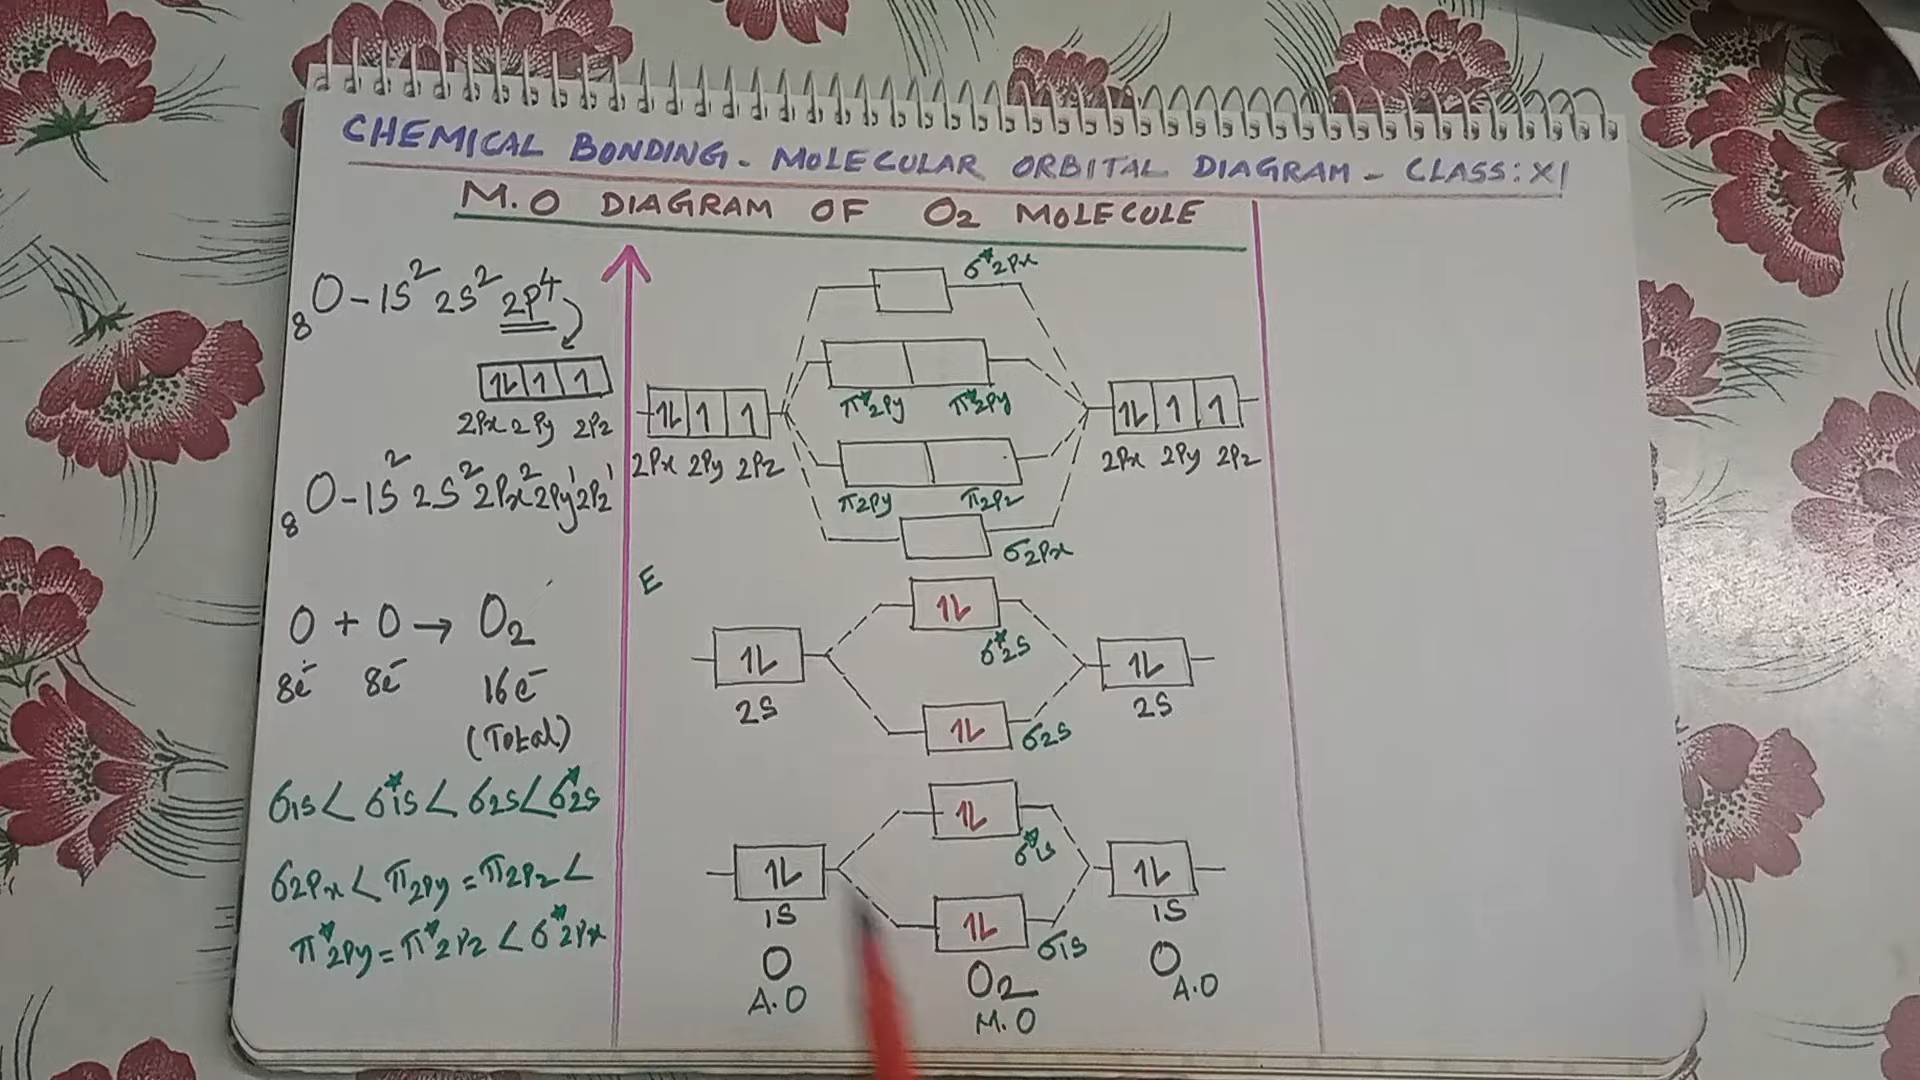 CHEMICAL BONDING - MOLECULAR ORBITAL DIAGRAM - CLASS: XI
M.O DIAGRAM OF O₂ MOLECULE
₈O - 1S² 2S² 2P⁴
1L 1 1
2Px 2Py 2Pz
₈O - 1S² 2S² 2Px² 2Py¹ 2Pz¹
O + O → O₂
8e⁻ 8e⁻ 16e⁻
(Total)
σ1s < σ*1s < σ2s < σ*2s
σ2Px < π2Py = π2Pz <
π*2Py = π*2Pz < σ*2Px
E
σ*2Px
π*2Py π*2Py
1L 1 1
2Px 2Py 2Pz
1L 1 1
2Px 2Py 2Pz
π2Py π2Pz
σ2Px
1L
σ*2s
1L
2S
1L
2S
1L σ2s
1L
σ*1s
1L
1S
1L
1S
1L σ1s
O
A.O
O₂
M.O
O
A.O